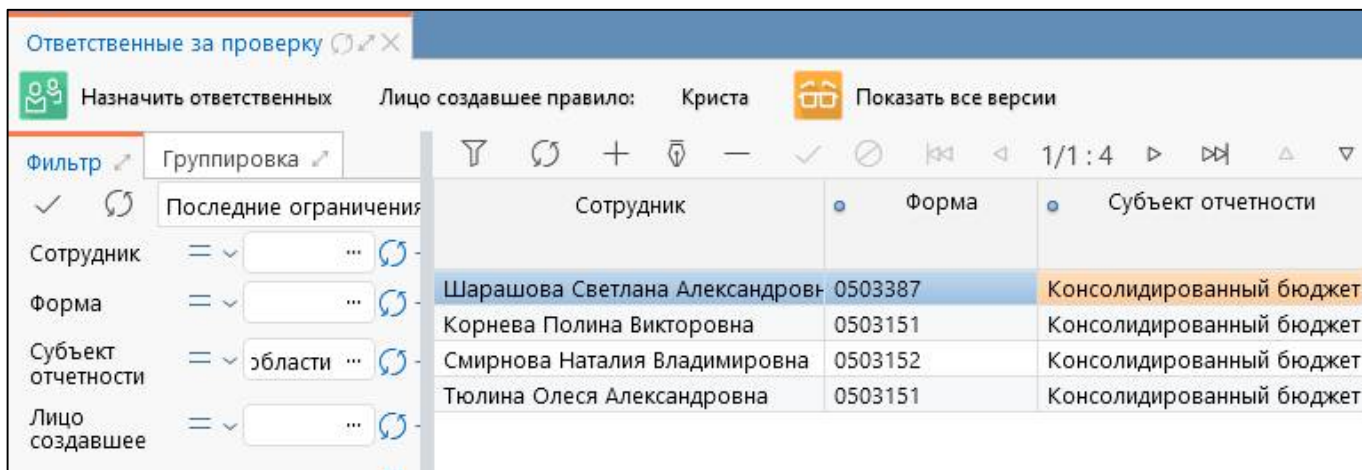 Ответственные за проверку
Назначить ответственных Лицо создавшее правило: Криста Показать все версии
Фильтр Группировка 1/1 : 4
Последние ограничения
Сотрудник Форма Субъект отчетности
Сотрудник = ...
Форма = ...
Субъект отчетности = области ...
Лицо создавшее = ...
Шарашова Светлана Александровн 0503387 Консолидированный бюджет
Корнева Полина Викторовна 0503151 Консолидированный бюджет
Смирнова Наталия Владимировна 0503152 Консолидированный бюджет
Тюлина Олеся Александровна 0503151 Консолидированный бюджет